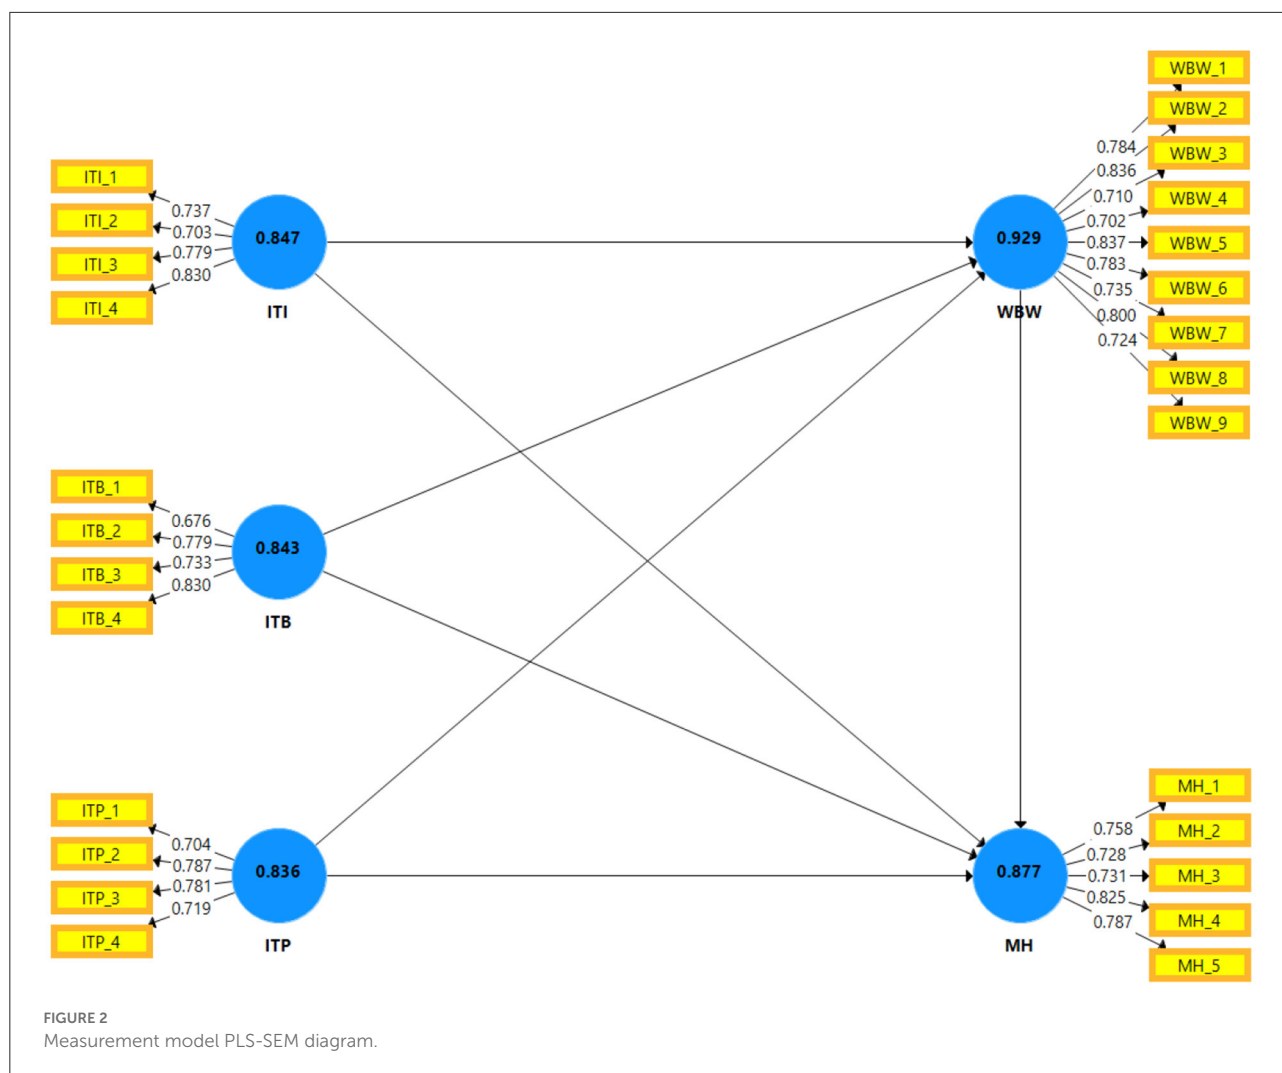 WBW_1
WBW_2
WBW_3
WBW_4
WBW_5
WBW_6
WBW_7
WBW_8
WBW_9
0.784
0.836
0.710
0.702
0.837
0.783
0.735
0.800
0.724
0.929
WBW
ITI_1
ITI_2
ITI_3
ITI_4
0.737
0.703
0.779
0.830
0.847
ITI
ITB_1
ITB_2
ITB_3
ITB_4
0.676
0.779
0.733
0.830
0.843
ITB
ITP_1
ITP_2
ITP_3
ITP_4
0.704
0.787
0.781
0.719
0.836
ITP
MH_1
MH_2
MH_3
MH_4
MH_5
0.758
0.728
0.731
0.825
0.787
0.877
MH
FIGURE 2
Measurement model PLS-SEM diagram.